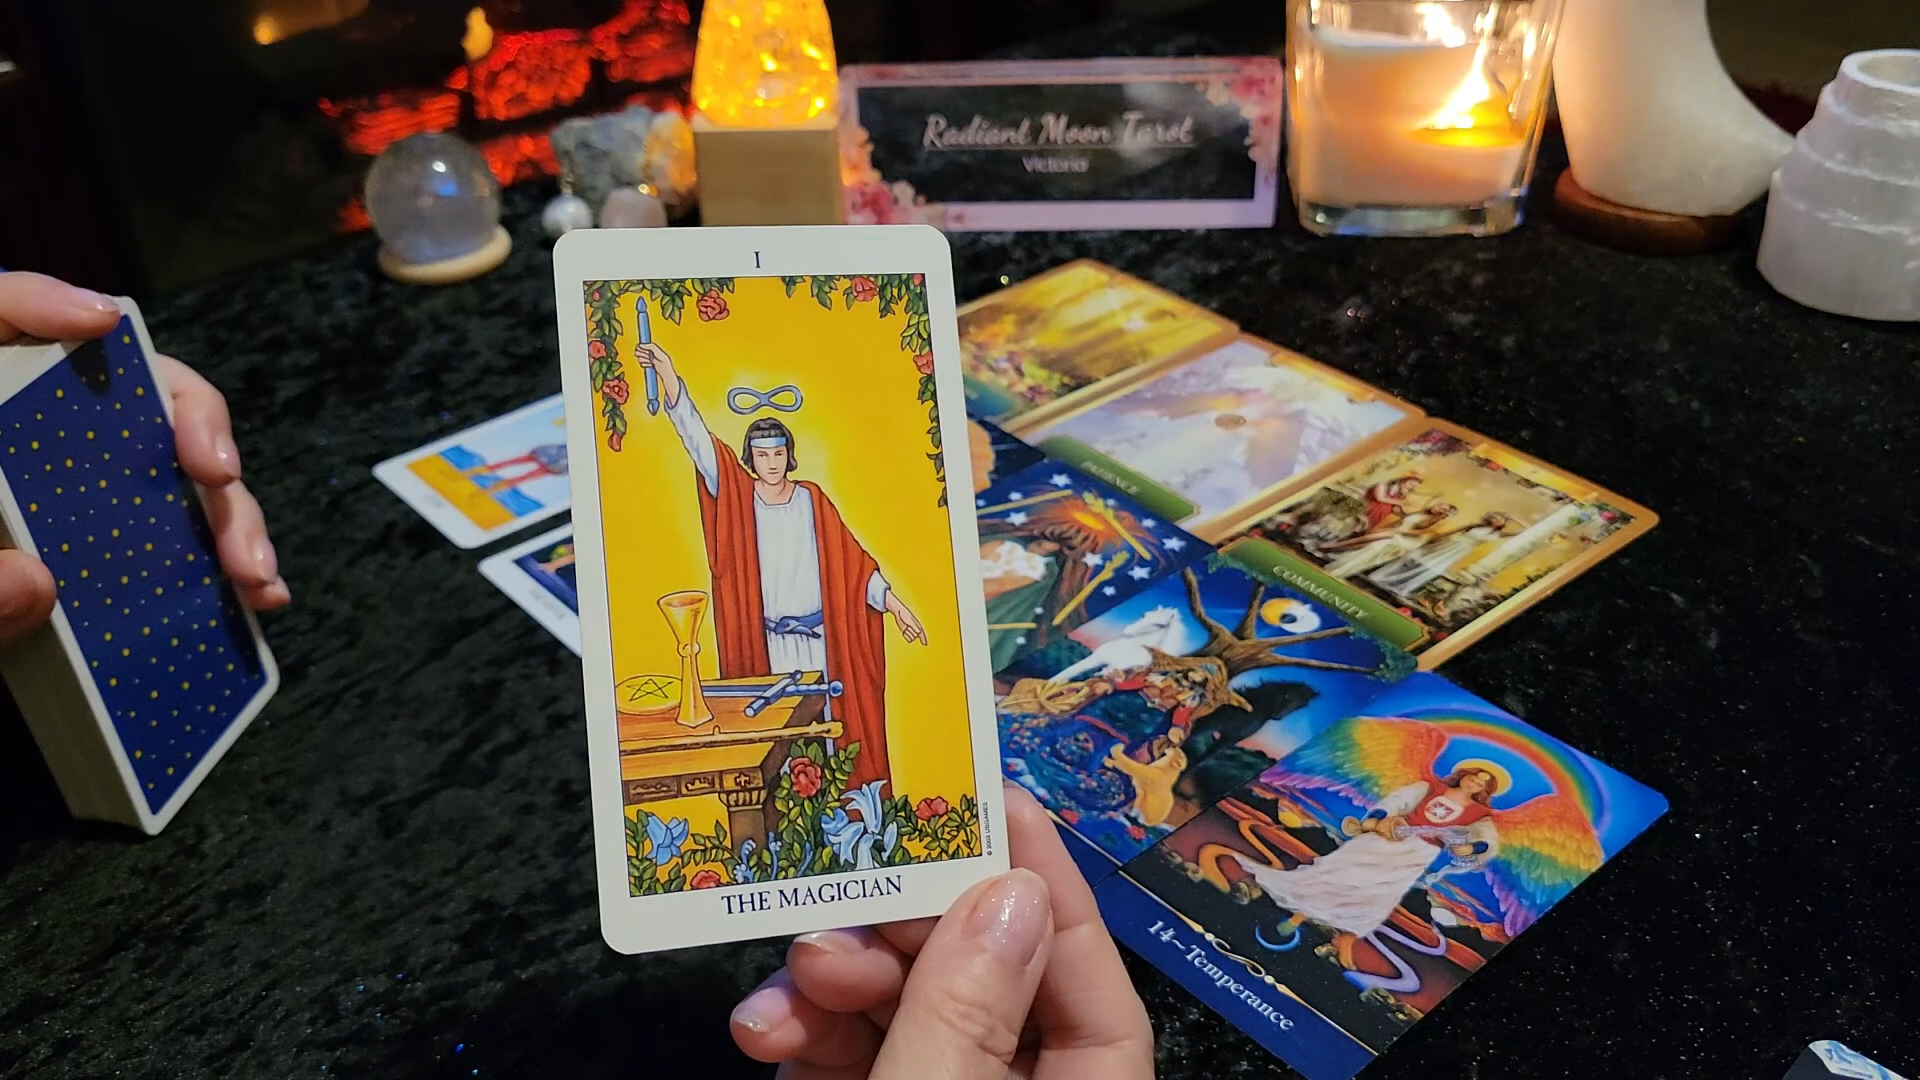 Radiant Moon Tarot
Victoria
I
THE MAGICIAN
PATIENCE
COMMUNITY
14~Temperance